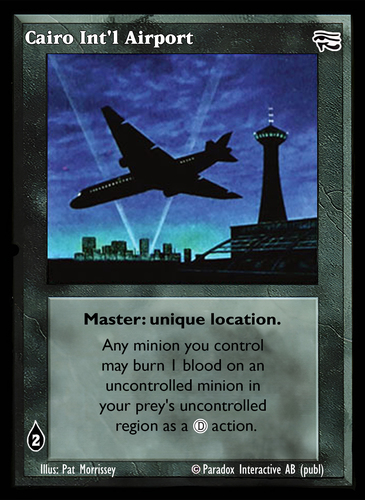 Cairo Int'l Airport
Master: unique location.
Any minion you control
may burn 1 blood on an
uncontrolled minion in
your prey's uncontrolled
region as a Ⓓ action.
2
Illus: Pat Morrissey © Paradox Interactive AB (publ)